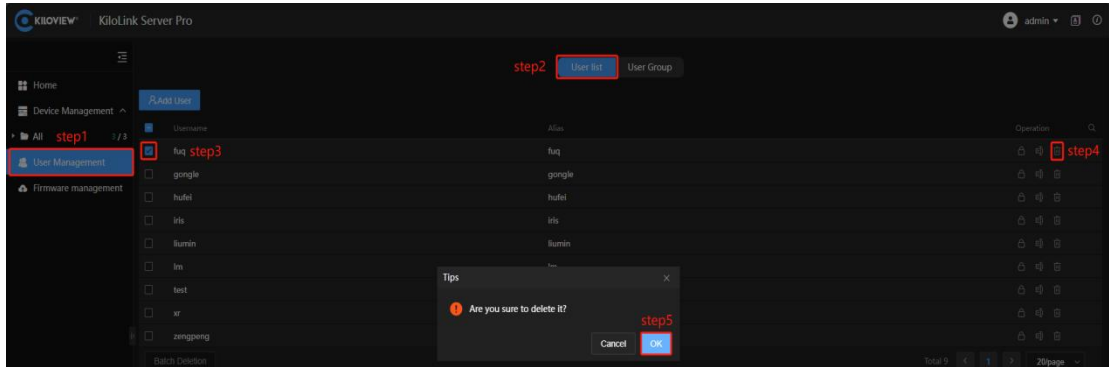 KILOVIEW KiloLink Server Pro admin
step2 User list User Group
Home
Add User
Device Management
Username Alias Operation
All step1 3/3
fuq step3 fuq step4
User Management
gongle gongle
Firmware management
hufei hufei
iris iris
liumin liumin
lm lm
Tips
test
Are you sure to delete it?
xr
step5
zengpeng
Cancel OK
Batch Deletion Total 9 1 20/page